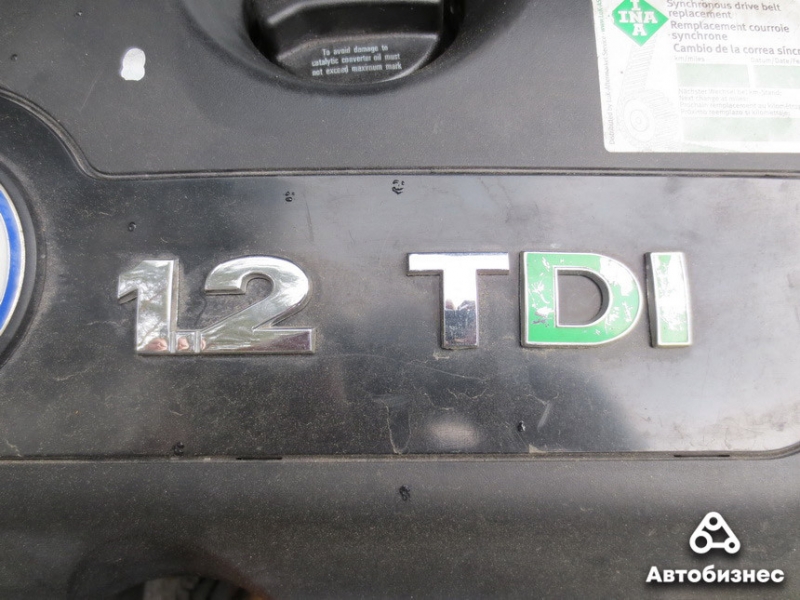 To avoid damage to
catalytic converter oil must
not exceed maximum mark
INA
Synchronous drive belt
replacement
Remplacement courroie
synchrone
Cambio de la correa sincr
1.2 TDI
Автобизнес